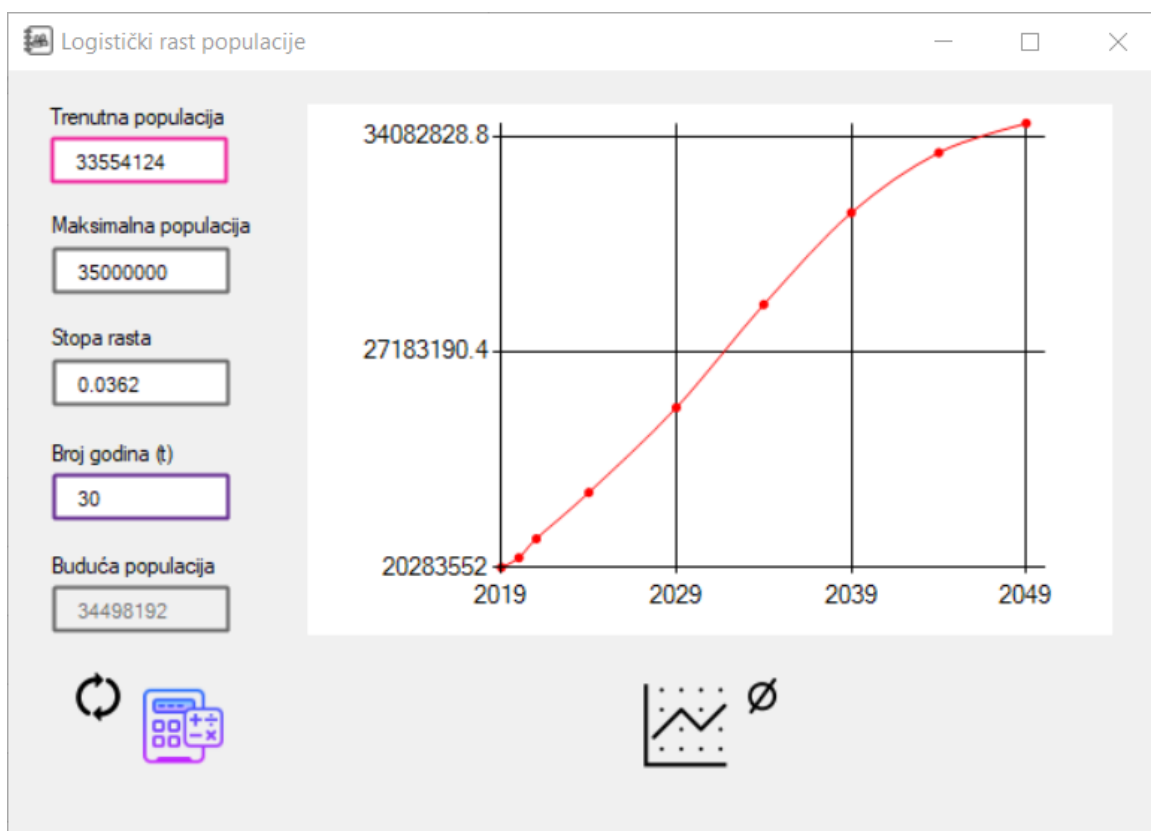 Logistički rast populacije
Trenutna populacija
33554124
Maksimalna populacija
35000000
Stopa rasta
0.0362
Broj godina (t)
30
Buduća populacija
34498192
34082828.8
27183190.4
20283552
2019 2029 2039 2049